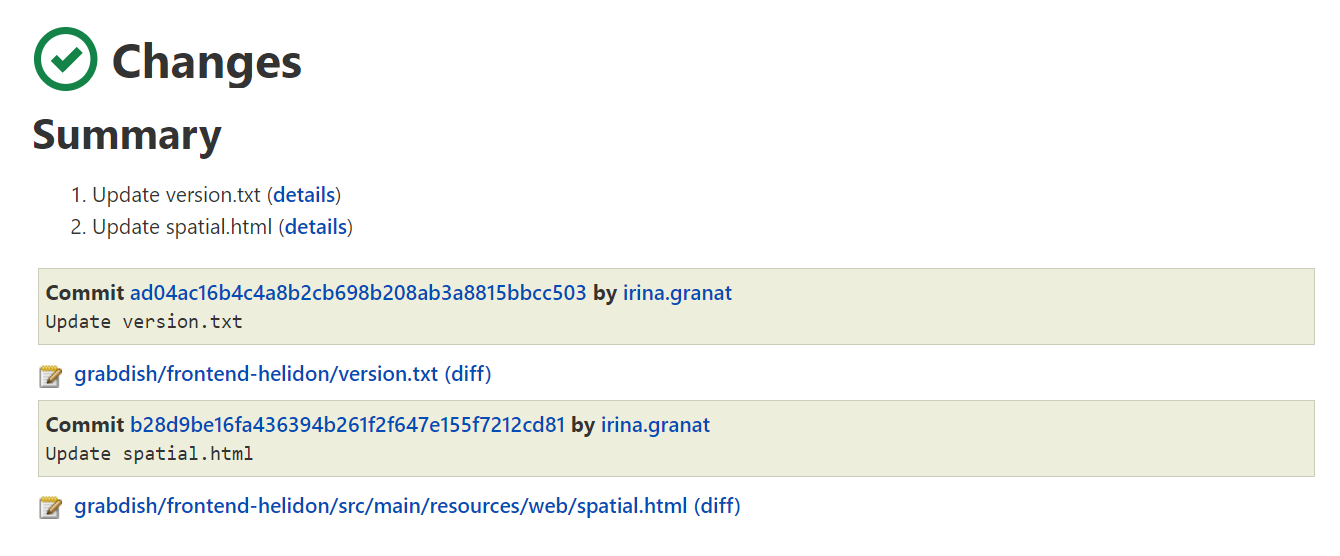 Changes
Summary
1. Update version.txt (details)
2. Update spatial.html (details)
Commit ad04ac16b4c4a8b2cb698b208ab3a8815bbcc503 by irina.granat
Update version.txt
grabdish/frontend-helidon/version.txt (diff)
Commit b28d9be16fa436394b261f2f647e155f7212cd81 by irina.granat
Update spatial.html
grabdish/frontend-helidon/src/main/resources/web/spatial.html (diff)